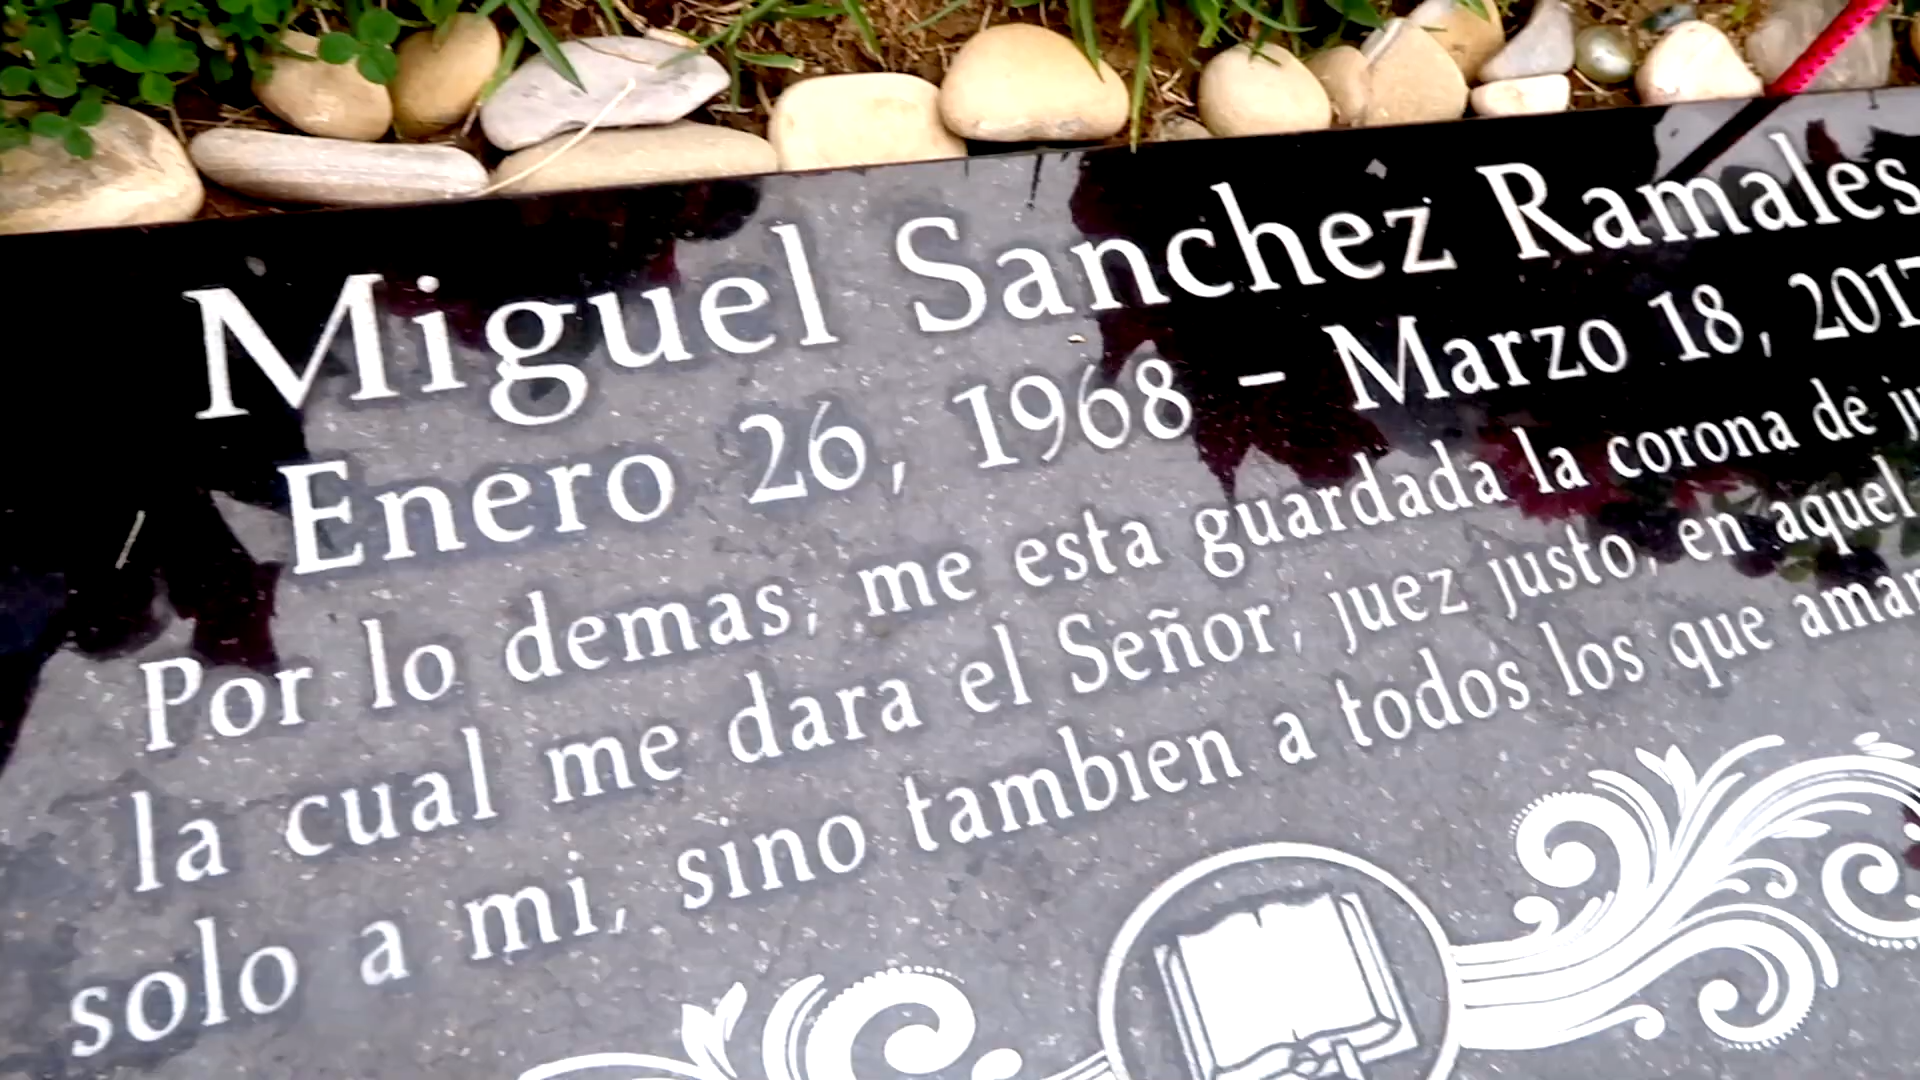 Miguel Sanchez Ramales
Enero 26, 1968 – Marzo 18, 2017
Por lo demas, me esta guardada la corona de
la cual me dara el Señor, juez justo, en aquel
solo a mi, sino tambien a todos los que